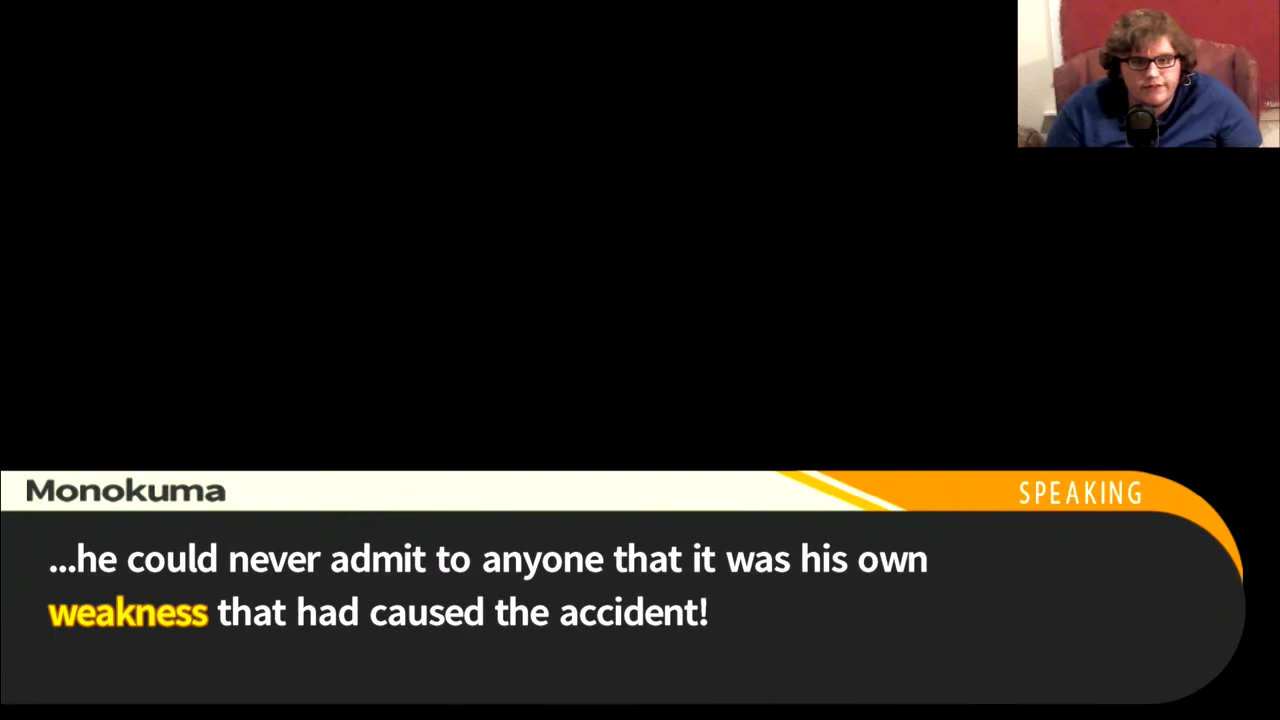 Monokuma
SPEAKING
...he could never admit to anyone that it was his own
weakness that had caused the accident!